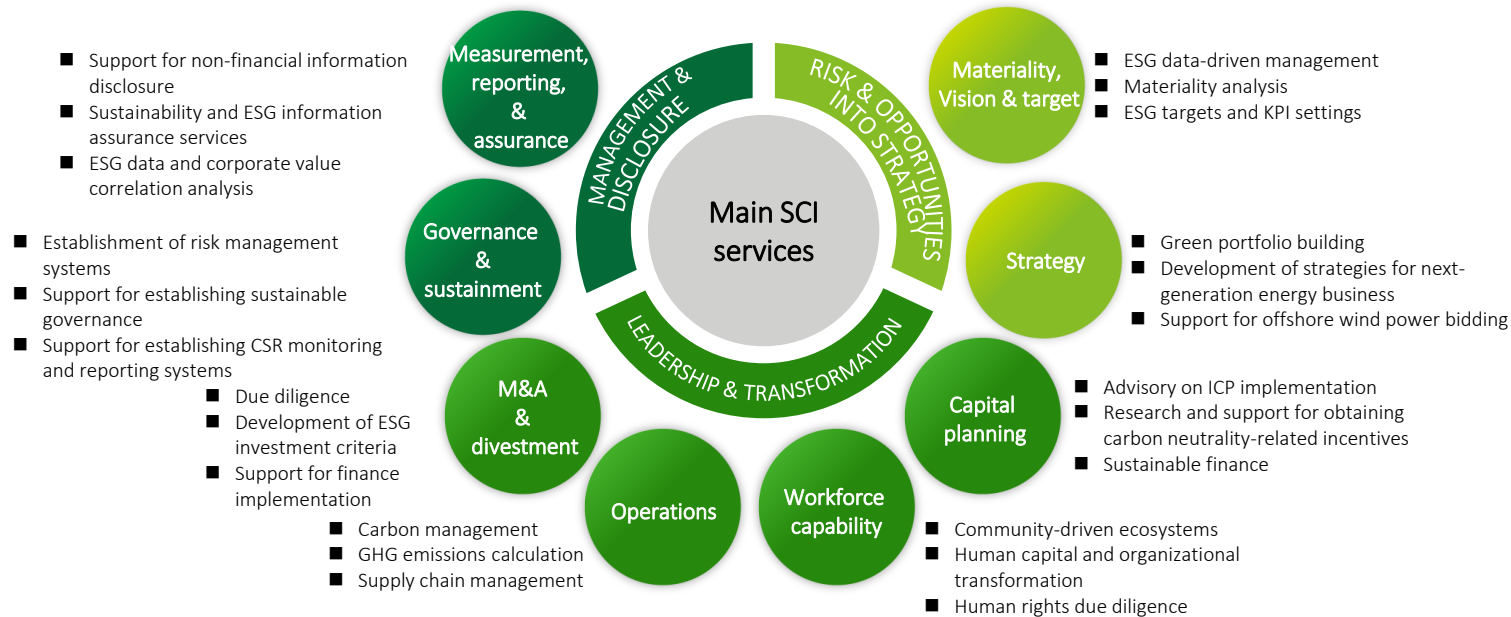 Main SCI
services
RISK & OPPORTUNITIES
INTO STRATEGY
LEADERSHIP & TRANSFORMATION
MANAGEMENT &
DISCLOSURE
Materiality,
Vision & target
■ ESG data-driven management
■ Materiality analysis
■ ESG targets and KPI settings
Strategy
■ Green portfolio building
■ Development of strategies for next-
generation energy business
■ Support for offshore wind power bidding
Capital
planning
■ Advisory on ICP implementation
■ Research and support for obtaining
carbon neutrality-related incentives
■ Sustainable finance
Workforce
capability
■ Community-driven ecosystems
■ Human capital and organizational
transformation
■ Human rights due diligence
Operations
■ Carbon management
■ GHG emissions calculation
■ Supply chain management
M&A
&
divestment
■ Due diligence
■ Development of ESG
investment criteria
■ Support for finance
implementation
Governance
&
sustainment
■ Establishment of risk management
systems
■ Support for establishing sustainable
governance
■ Support for establishing CSR monitoring
and reporting systems
Measurement,
reporting,
&
assurance
■ Support for non-financial information
disclosure
■ Sustainability and ESG information
assurance services
■ ESG data and corporate value
correlation analysis